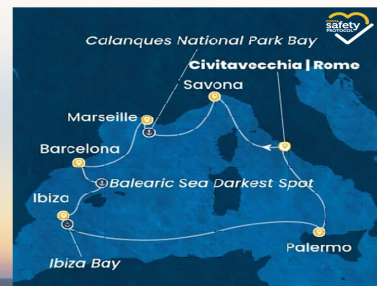 safety
PROTOCOL
Calanques National Park Bay
Civitavecchia | Rome
Savona
Marseille
Barcelona
Balearic Sea Darkest Spot
Ibiza
Palermo
Ibiza Bay